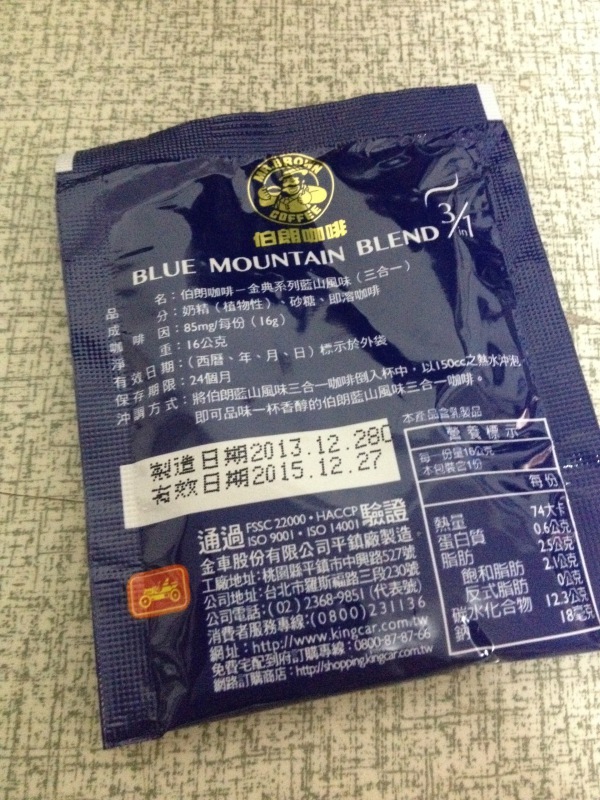 MR.BROWN
COFFEE
伯朗咖啡
BLUE MOUNTAIN BLEND 3 in 1
品　　名：伯朗咖啡－金典系列藍山風味（三合一）
成　　分：奶精（植物性）、砂糖、即溶咖啡
咖 啡 因：85mg/每份（16g）
淨　　重：16公克
有效日期：（西曆、年、月、日）標示於外袋
保存期限：24個月
沖調方式：將伯朗藍山風味三合一咖啡倒入杯中，以150cc之熱水沖泡
即可品味一杯香醇的伯朗藍山風味三合一咖啡。
製造日期2013.12.28
有效日期2015.12.27
本產品含乳製品
營養標示
每一份量16公克
本包裝含1份
每份
熱量 74大卡
蛋白質 0.6公克
脂肪 2.5公克
飽和脂肪 2.1公克
反式脂肪 0公克
碳水化合物 12.3公克
鈉 18毫克
通過 FSSC 22000・HACCP 驗證
ISO 9001・ISO 14001
金車股份有限公司平鎮廠製造
工廠地址：桃園縣平鎮市中興路527號
公司地址：台北市羅斯福路三段230號
公司電話：(02)2368-9851(代表號)
消費者服務專線：(0800)231136
網址：http://www.kingcar.com.tw
免費宅配到府訂購專線：0800-87-87-66
網路訂購商店：http://shopping.kingcar.com.tw